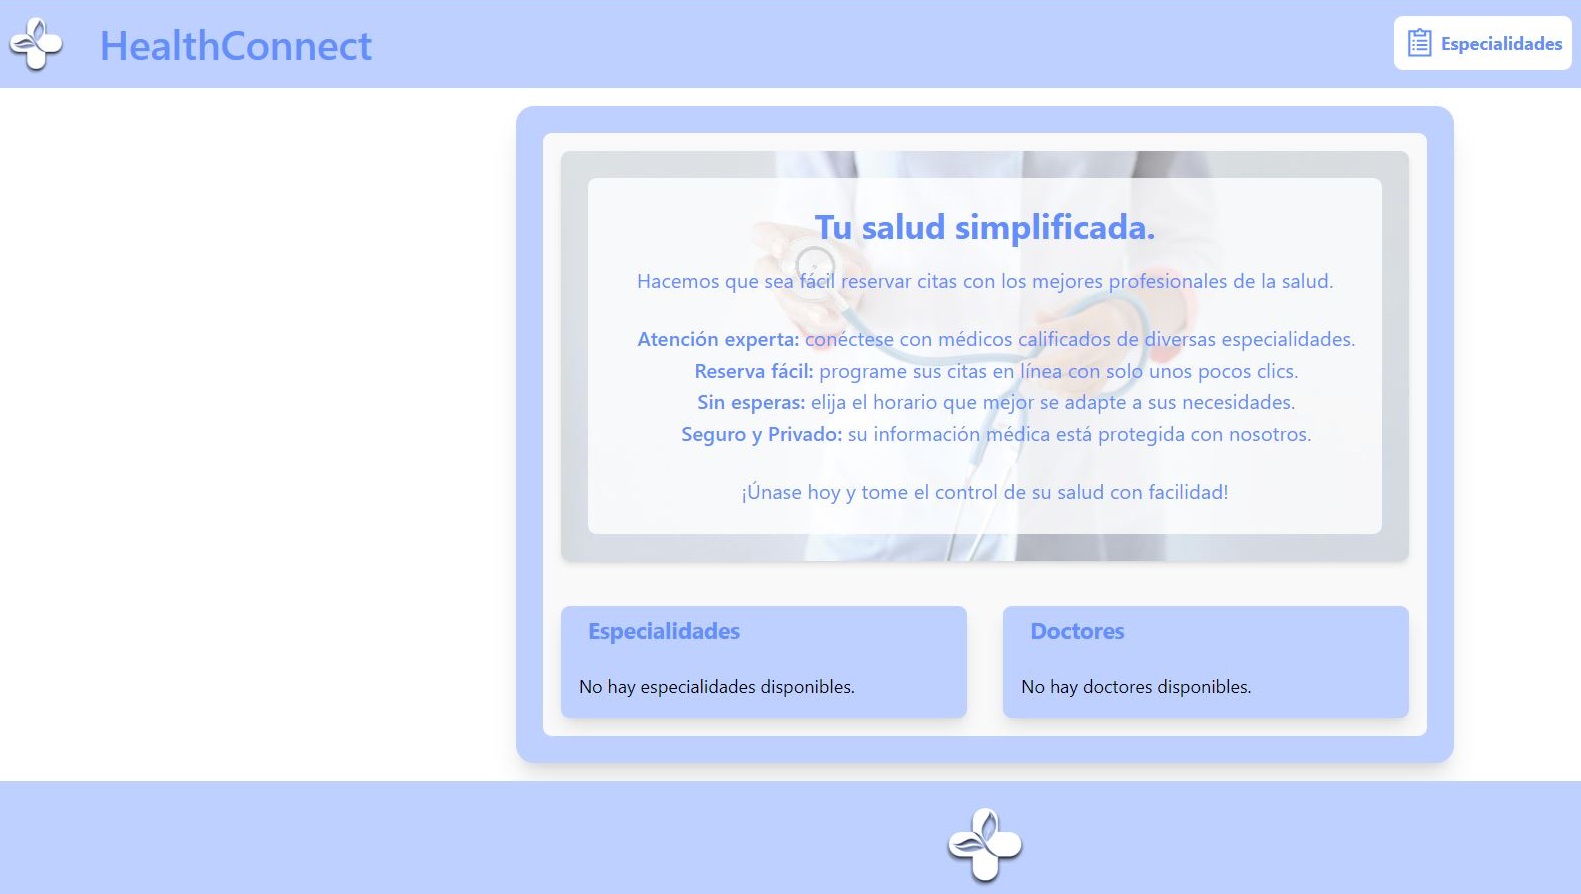 HealthConnect
Especialidades
Tu salud simplificada.
Hacemos que sea fácil reservar citas con los mejores profesionales de la salud.
Atención experta: conéctese con médicos calificados de diversas especialidades.
Reserva fácil: programe sus citas en línea con solo unos pocos clics.
Sin esperas: elija el horario que mejor se adapte a sus necesidades.
Seguro y Privado: su información médica está protegida con nosotros.
¡Únase hoy y tome el control de su salud con facilidad!
Especialidades
No hay especialidades disponibles.
Doctores
No hay doctores disponibles.